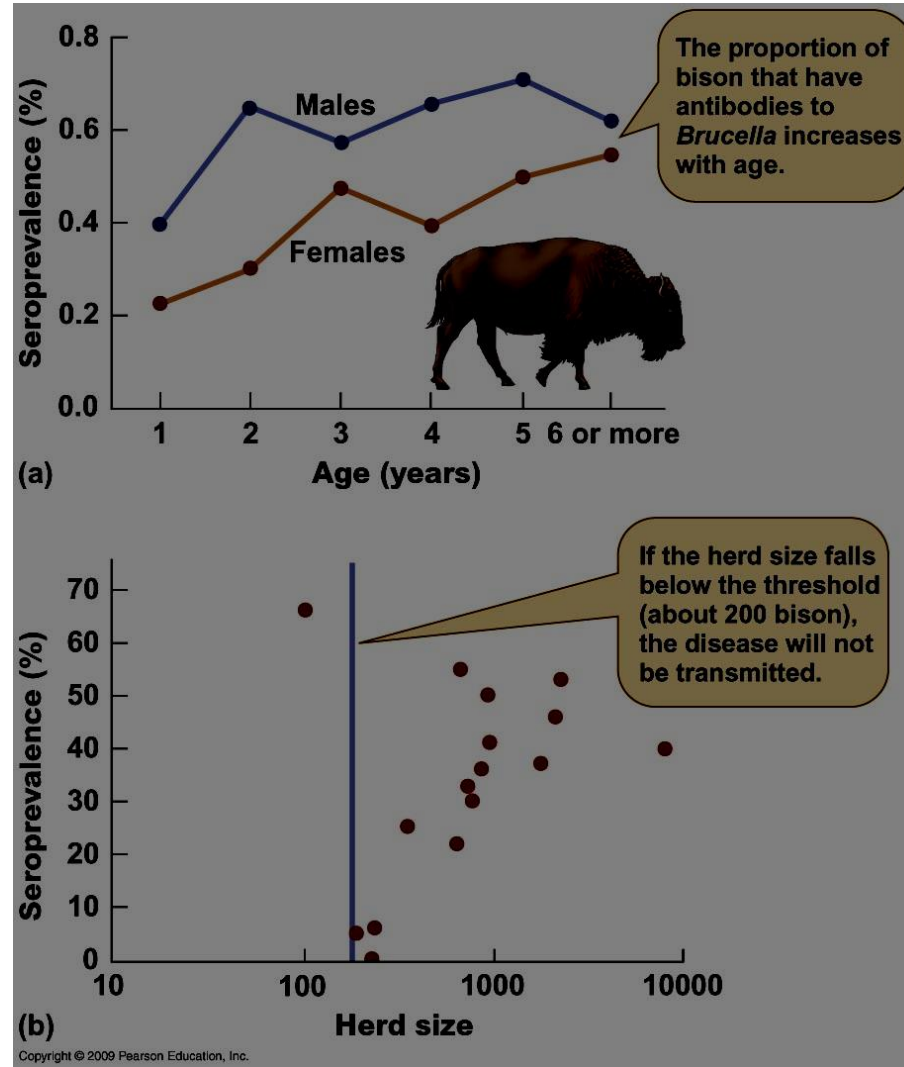 0.8
0.6
0.4
0.2
0.0
Seroprevalence (%)
Males
Females
The proportion of
bison that have
antibodies to
Brucella increases
with age.
1 2 3 4 5 6 or more
(a)
Age (years)
70
60
50
40
30
20
10
0
Seroprevalence (%)
If the herd size falls
below the threshold
(about 200 bison),
the disease will not
be transmitted.
10 100 1000 10000
(b)
Herd size
Copyright © 2009 Pearson Education, Inc.